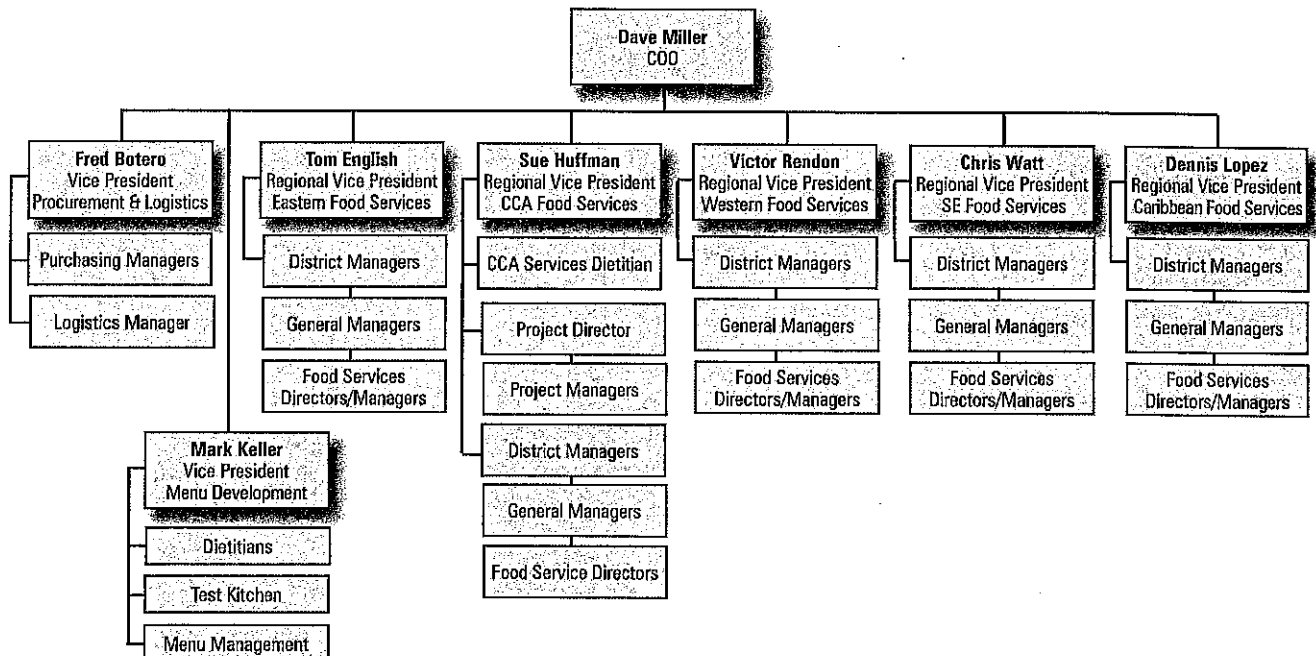 Dave Miller
COO
Fred Botero
Vice President
Procurement & Logistics
Purchasing Managers
Logistics Manager
Mark Keller
Vice President
Menu Development
Dietitians
Test Kitchen
Menu Management
Tom English
Regional Vice President
Eastern Food Services
District Managers
General Managers
Food Services
Directors/Managers
Sue Huffman
Regional Vice President
CCA Food Services
CCA Services Dietitian
Project Director
Project Managers
District Managers
General Managers
Food Service Directors
Victor Rendon
Regional Vice President
Western Food Services
District Managers
General Managers
Food Services
Directors/Managers
Chris Watt
Regional Vice President
SE Food Services
District Managers
General Managers
Food Services
Directors/Managers
Dennis Lopez
Regional Vice President
Caribbean Food Services
District Managers
General Managers
Food Services
Directors/Managers